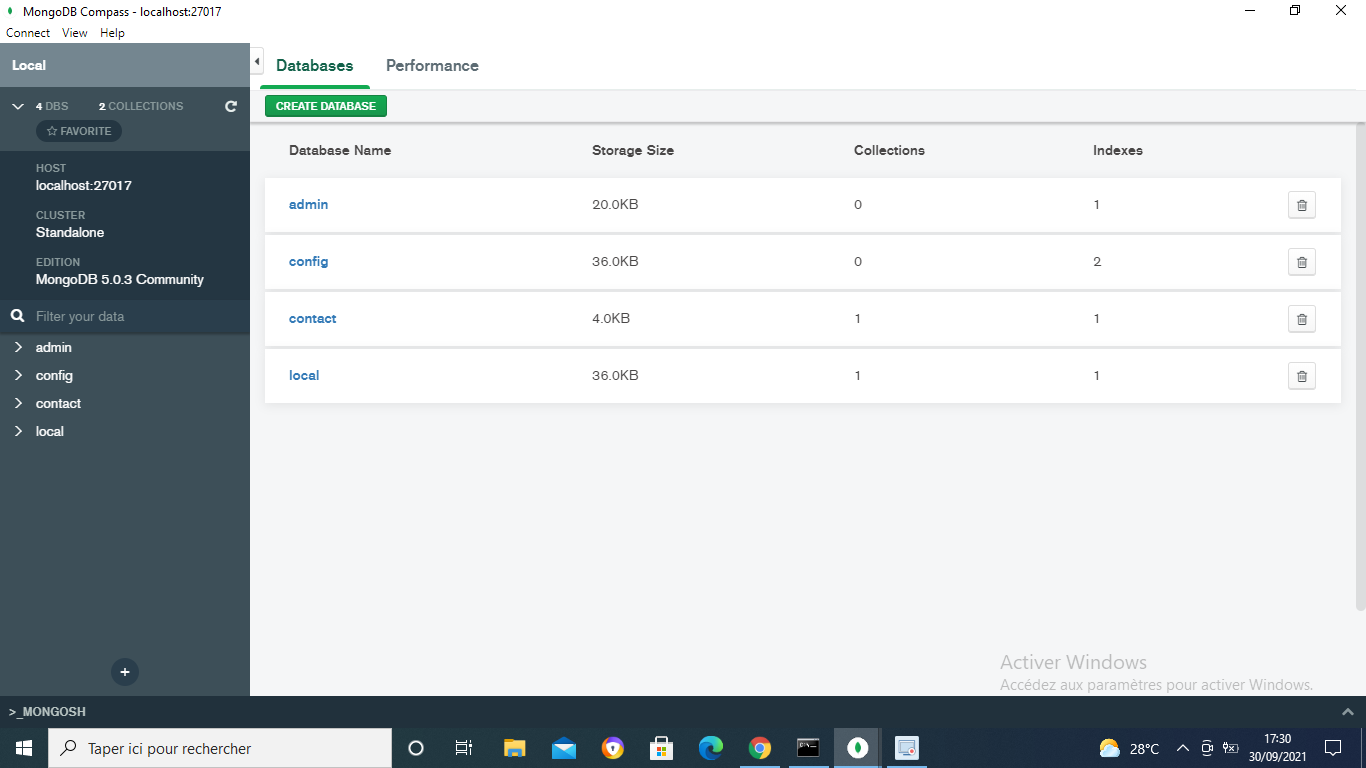 MongoDB Compass - localhost:27017
Connect View Help
Local
4 DBS 2 COLLECTIONS
FAVORITE
HOST
localhost:27017
CLUSTER
Standalone
EDITION
MongoDB 5.0.3 Community
Filter your data
admin
config
contact
local
Databases Performance
CREATE DATABASE
Database Name Storage Size Collections Indexes
admin 20.0KB 0 1
config 36.0KB 0 2
contact 4.0KB 1 1
local 36.0KB 1 1
Activer Windows
Accédez aux paramètres pour activer Windows.
>_MONGOSH
Taper ici pour rechercher
28°C
17:30
30/09/2021